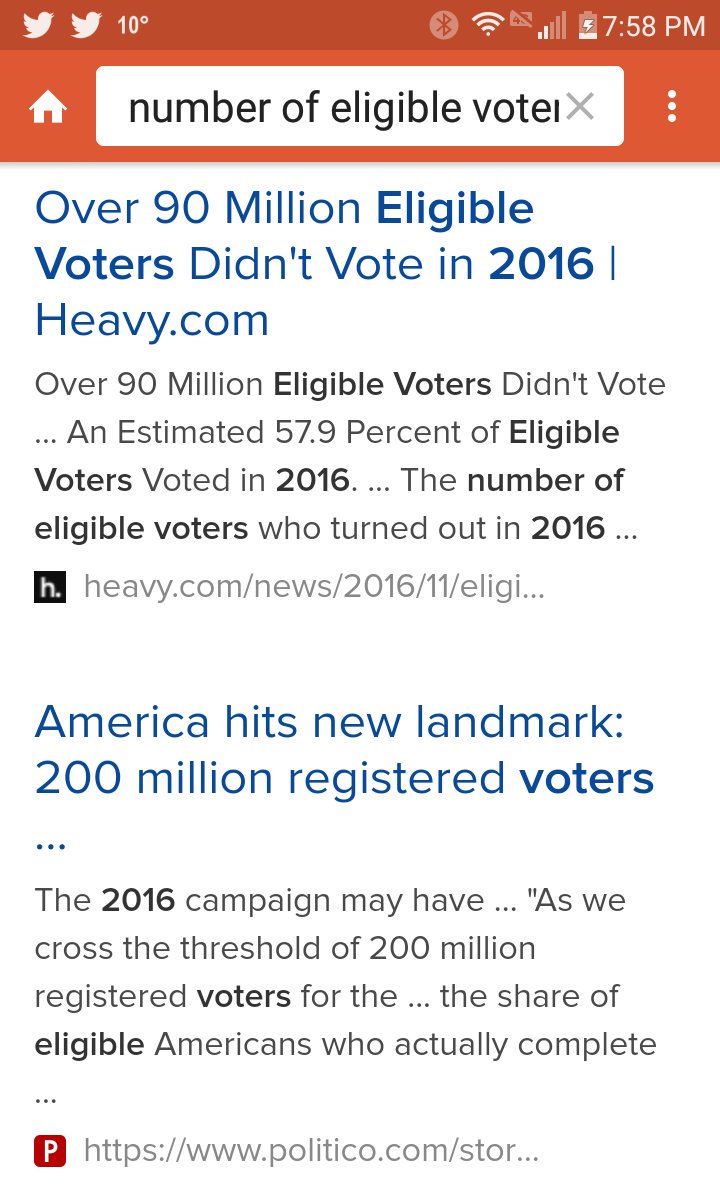 10° 7:58 PM
number of eligible voter
Over 90 Million Eligible
Voters Didn't Vote in 2016 |
Heavy.com
Over 90 Million Eligible Voters Didn't Vote
... An Estimated 57.9 Percent of Eligible
Voters Voted in 2016. ... The number of
eligible voters who turned out in 2016 ...
h. heavy.com/news/2016/11/eligi...
America hits new landmark:
200 million registered voters
...
The 2016 campaign may have ... "As we
cross the threshold of 200 million
registered voters for the ... the share of
eligible Americans who actually complete
...
P https://www.politico.com/stor...